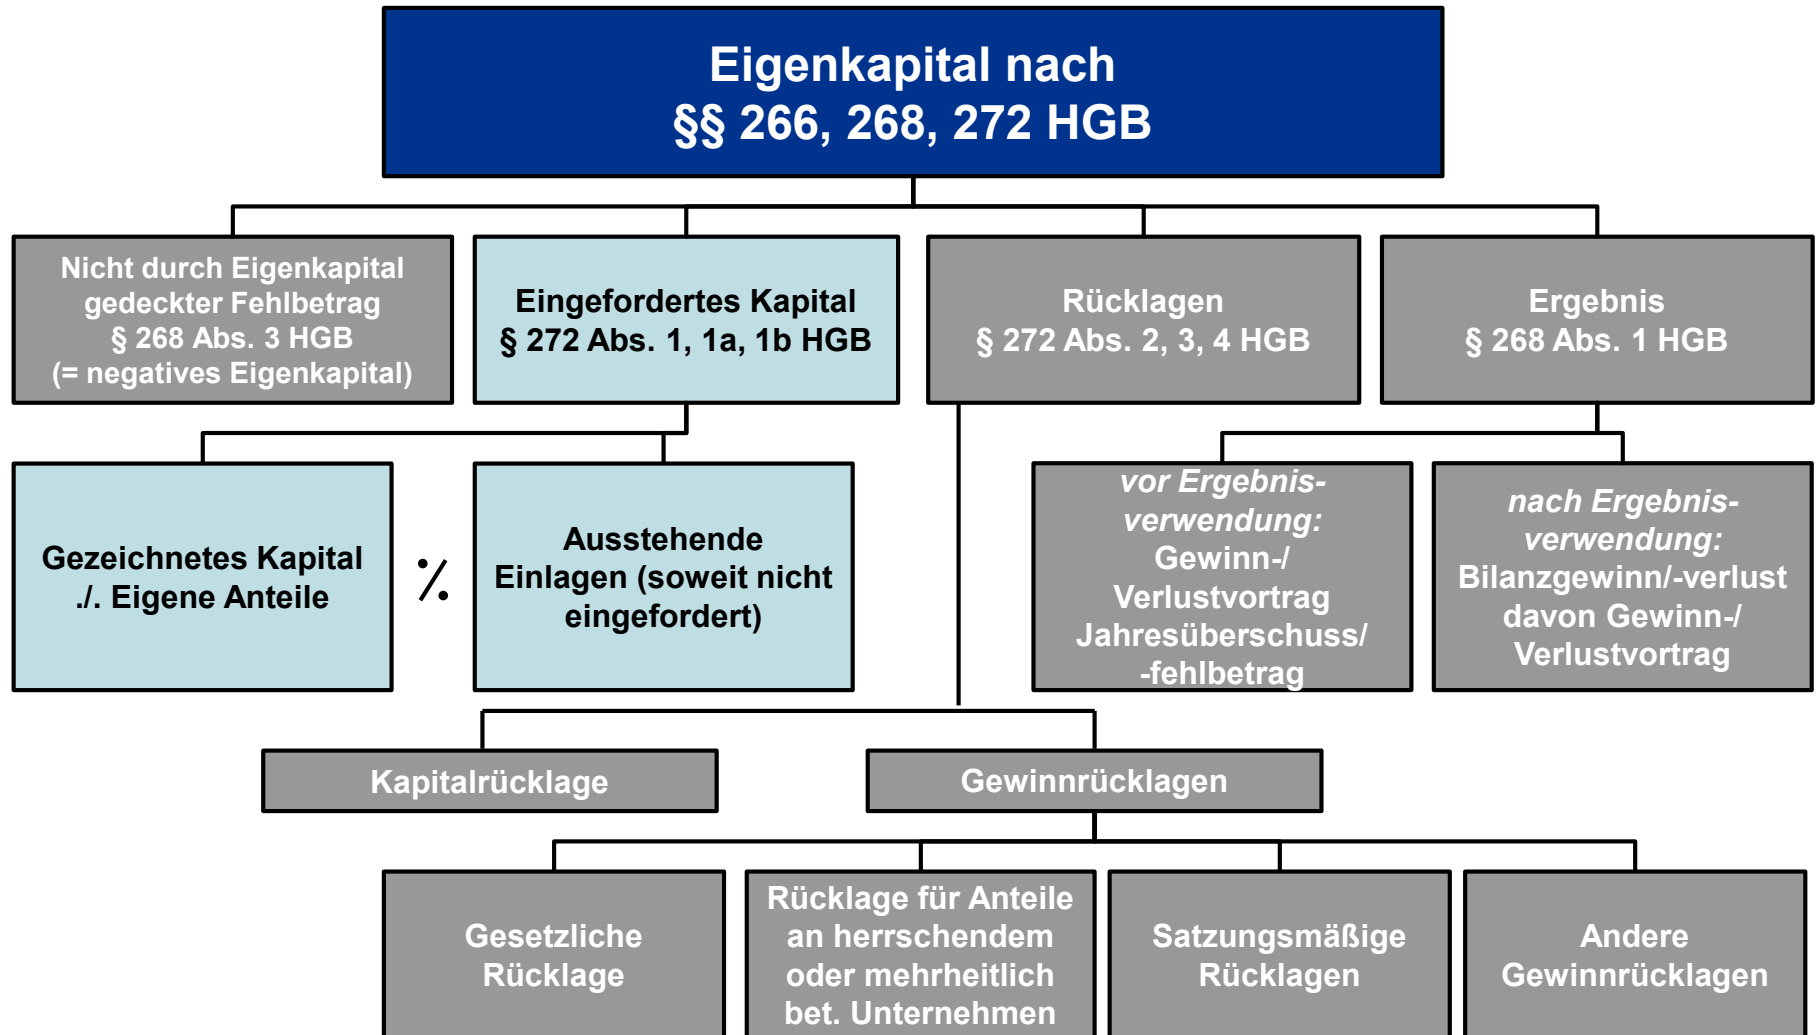 Eigenkapital nach
§§ 266, 268, 272 HGB
Nicht durch Eigenkapital
gedeckter Fehlbetrag
§ 268 Abs. 3 HGB
(= negatives Eigenkapital)
Eingefordertes Kapital
§ 272 Abs. 1, 1a, 1b HGB
Rücklagen
§ 272 Abs. 2, 3, 4 HGB
Ergebnis
§ 268 Abs. 1 HGB
Gezeichnetes Kapital
./. Eigene Anteile
⁒
Ausstehende
Einlagen (soweit nicht
eingefordert)
vor Ergebnis-
verwendung:
Gewinn-/
Verlustvortrag
Jahresüberschuss/
-fehlbetrag
nach Ergebnis-
verwendung:
Bilanzgewinn/-verlust
davon Gewinn-/
Verlustvortrag
Kapitalrücklage
Gewinnrücklagen
Gesetzliche
Rücklage
Rücklage für Anteile
an herrschendem
oder mehrheitlich
bet. Unternehmen
Satzungsmäßige
Rücklagen
Andere
Gewinnrücklagen